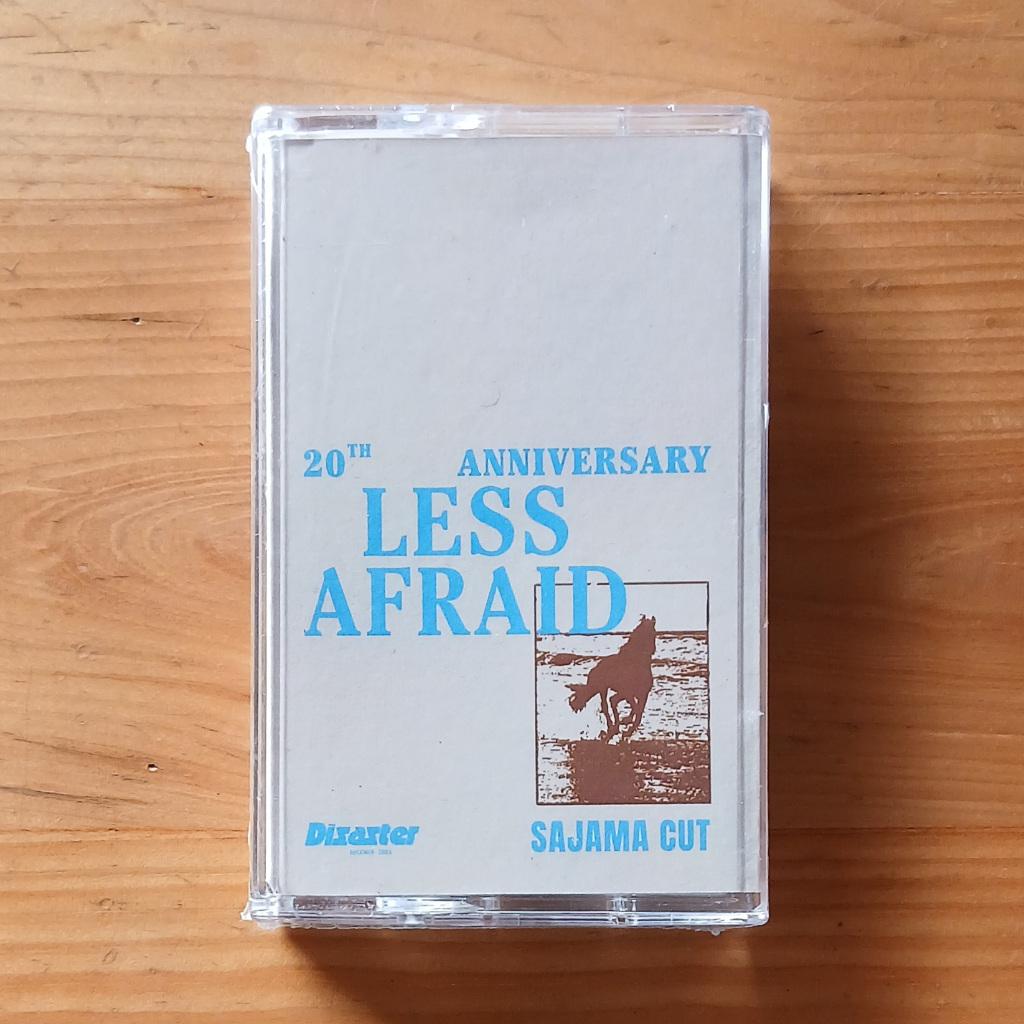 20TH ANNIVERSARY
LESS
AFRAID
Disaster
SAJAMA CUT